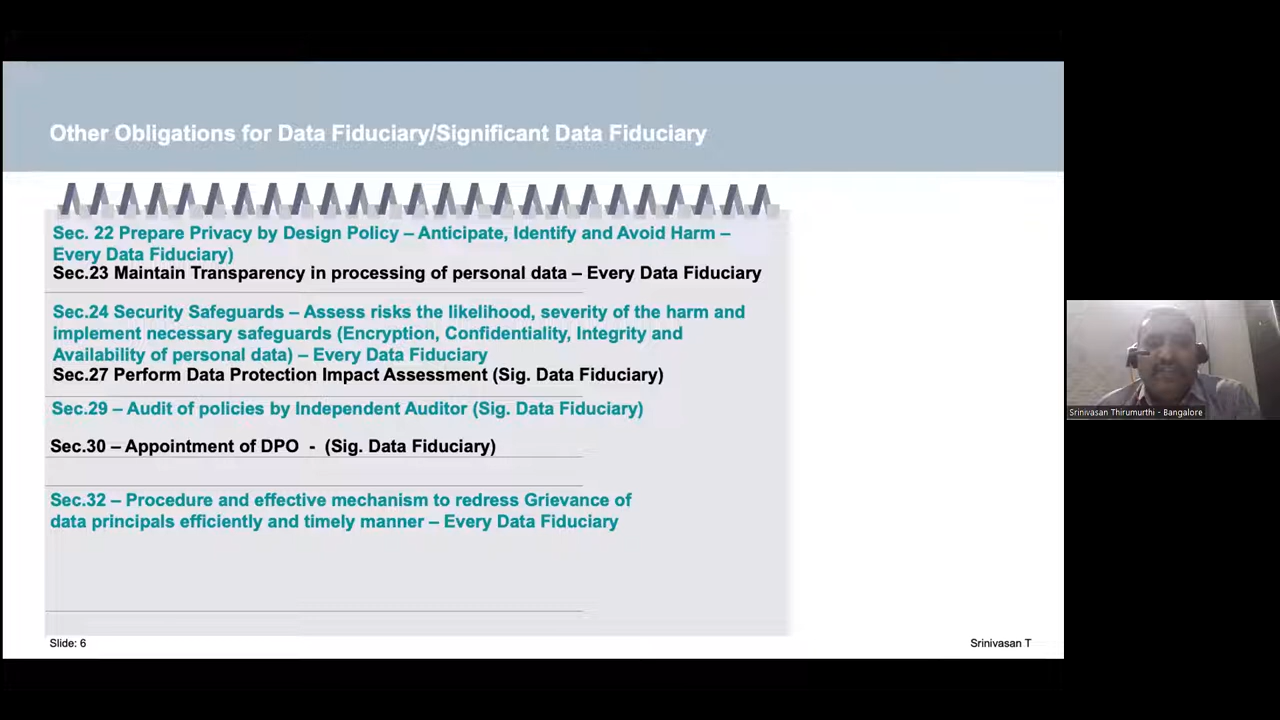 Other Obligations for Data Fiduciary/Significant Data Fiduciary
Sec. 22 Prepare Privacy by Design Policy – Anticipate, Identify and Avoid Harm –
Every Data Fiduciary)
Sec.23 Maintain Transparency in processing of personal data – Every Data Fiduciary
Sec.24 Security Safeguards – Assess risks the likelihood, severity of the harm and
implement necessary safeguards (Encryption, Confidentiality, Integrity and
Availability of personal data) – Every Data Fiduciary
Sec.27 Perform Data Protection Impact Assessment (Sig. Data Fiduciary)
Sec.29 – Audit of policies by Independent Auditor (Sig. Data Fiduciary)
Sec.30 – Appointment of DPO - (Sig. Data Fiduciary)
Sec.32 – Procedure and effective mechanism to redress Grievance of
data principals efficiently and timely manner – Every Data Fiduciary
Slide: 6
Srinivasan T
Srinivasan Thirumurthi - Bangalore